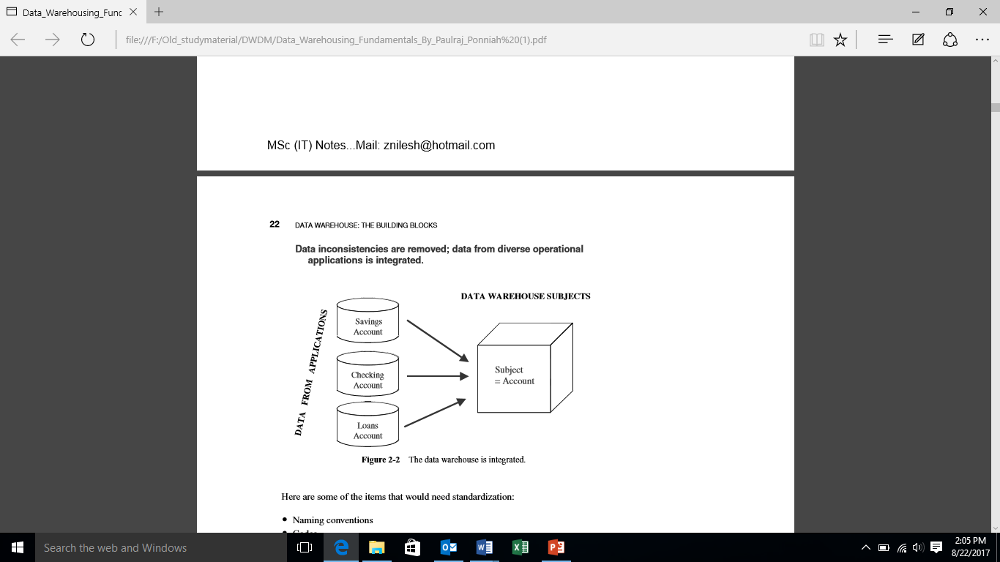 Data_Warehousing_Func
file:///F:/Old_studymaterial/DWDM/Data_Warehousing_Fundamentals_By_Paulraj_Ponniah%20(1).pdf
MSc (IT) Notes...Mail: znilesh@hotmail.com
22 DATA WAREHOUSE: THE BUILDING BLOCKS
Data inconsistencies are removed; data from diverse operational
applications is integrated.
DATA WAREHOUSE SUBJECTS
DATA FROM APPLICATIONS
Savings
Account
Checking
Account
Loans
Account
Subject
= Account
Figure 2-2 The data warehouse is integrated.
Here are some of the items that would need standardization:
• Naming conventions
Search the web and Windows
2:05 PM
8/22/2017